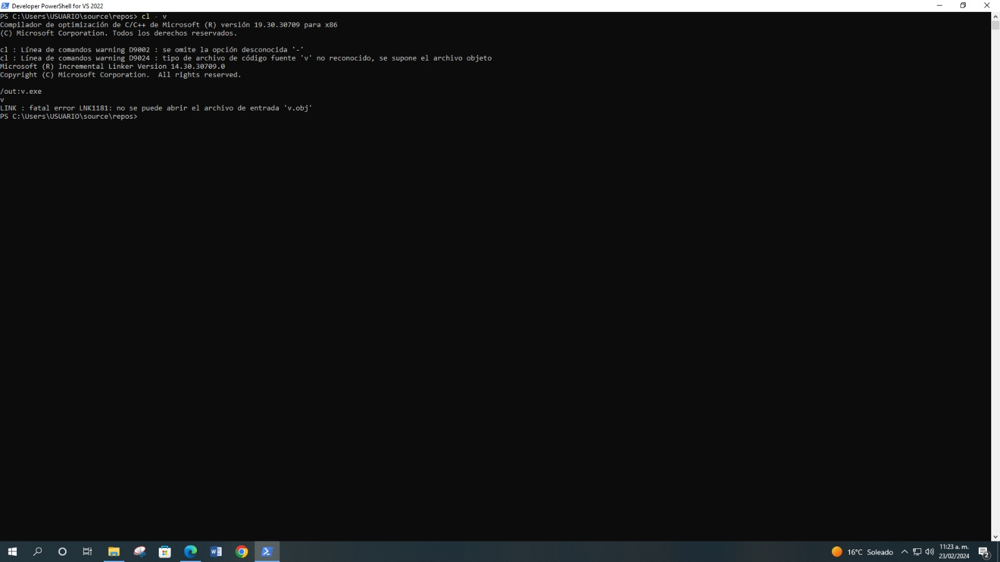 Developer PowerShell for VS 2022
PS C:\Users\USUARIO\source\repos> cl - v
Compilador de optimización de C/C++ de Microsoft (R) versión 19.30.30709 para x86
(C) Microsoft Corporation. Todos los derechos reservados.
cl : Línea de comandos warning D9002 : se omite la opción desconocida '-'
cl : Línea de comandos warning D9024 : tipo de archivo de código fuente 'v' no reconocido, se supone el archivo objeto
Microsoft (R) Incremental Linker Version 14.30.30709.0
Copyright (C) Microsoft Corporation.  All rights reserved.
/out:v.exe
v
LINK : fatal error LNK1181: no se puede abrir el archivo de entrada 'v.obj'
PS C:\Users\USUARIO\source\repos>
16°C Soleado
11:23 a. m.
23/02/2024
2